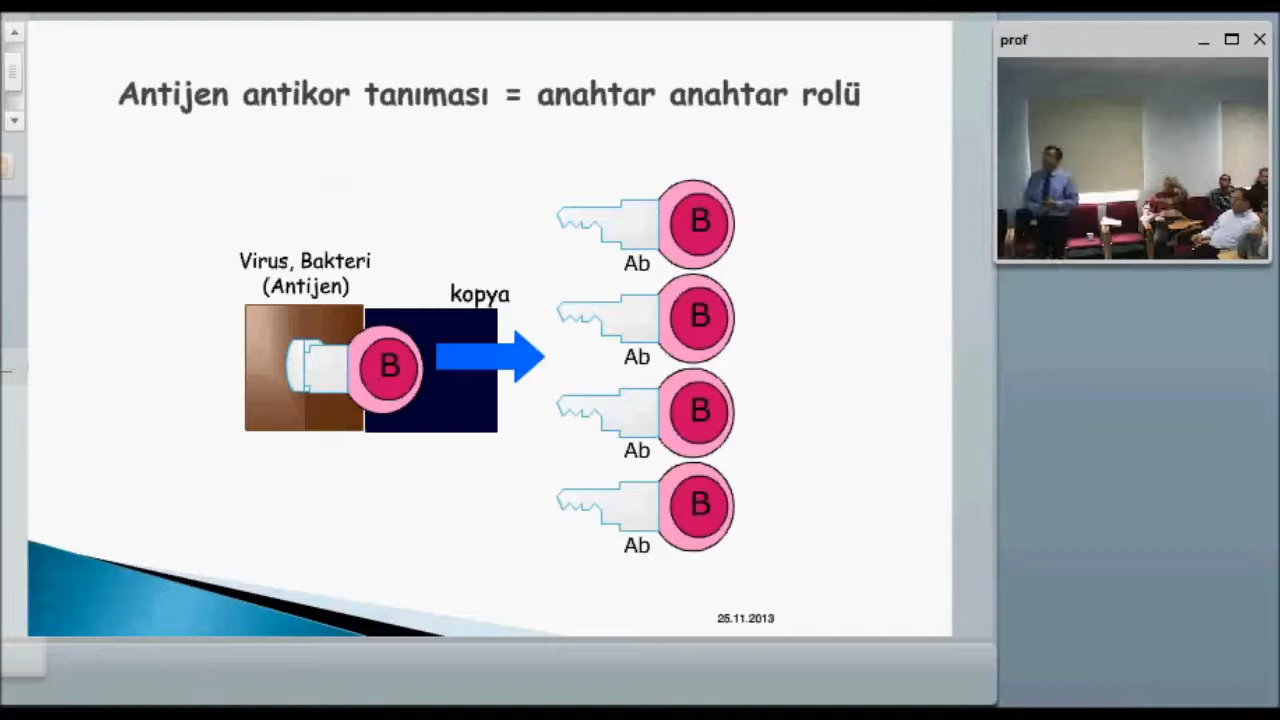 Antijen antikor tanıması = anahtar anahtar rolü
prof
Virus, Bakteri
(Antijen)
kopya
B
B
Ab
B
Ab
B
Ab
B
Ab
25.11.2013